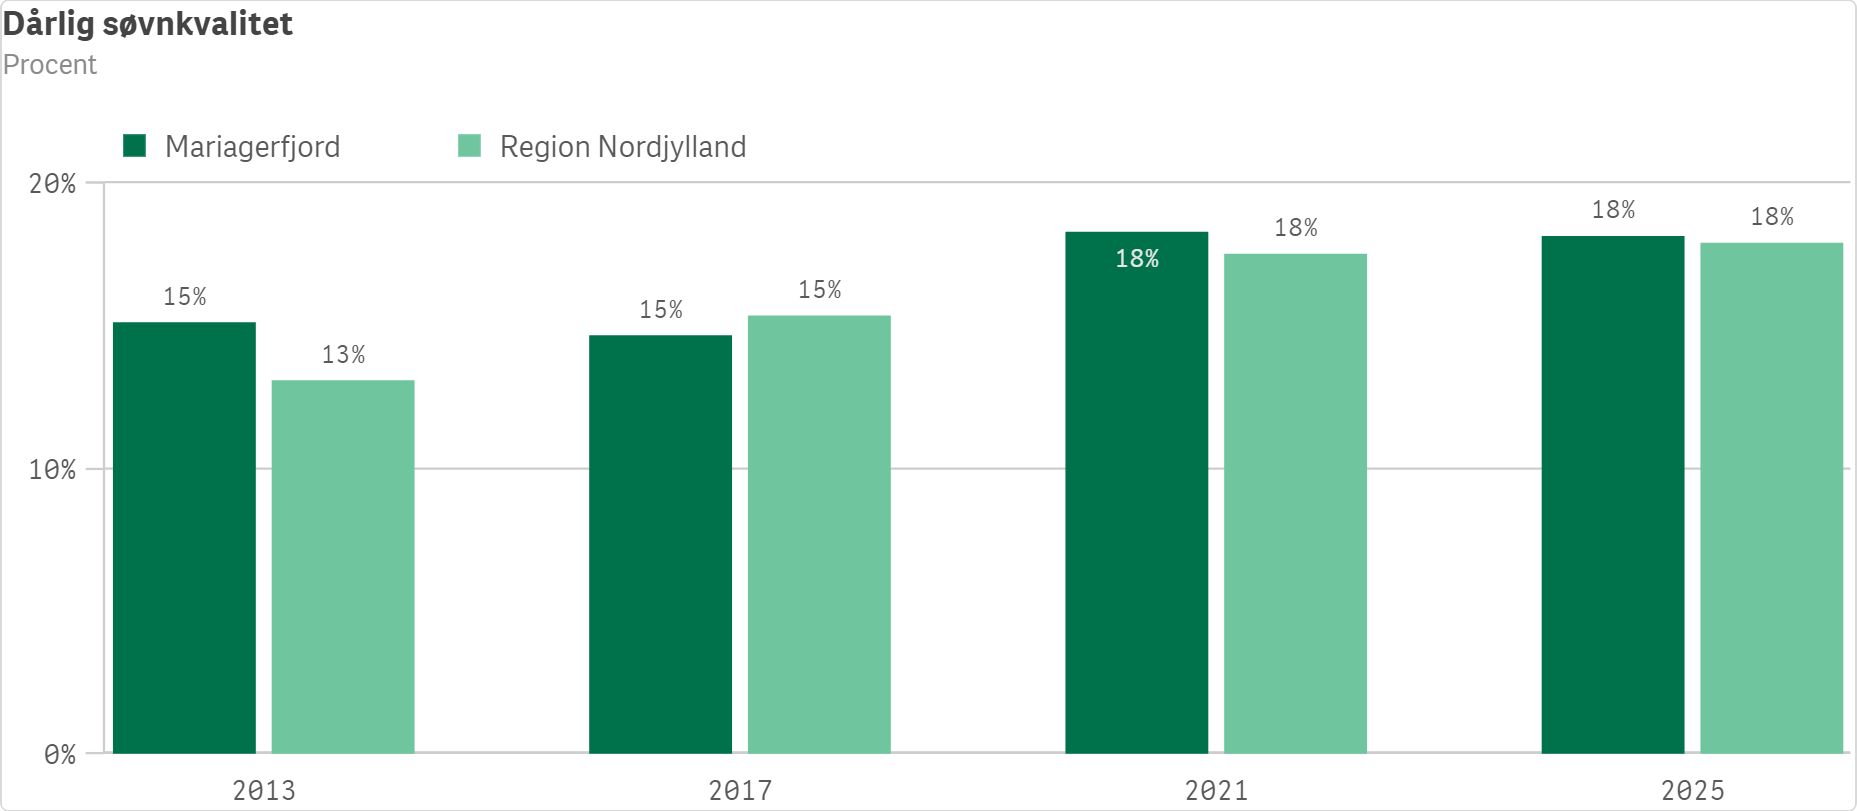 Dårlig søvnkvalitet
Procent
Mariagerfjord Region Nordjylland
20%
18% 18%
18% 18%
15% 15% 15%
13%
10%
0%
2013 2017 2021 2025